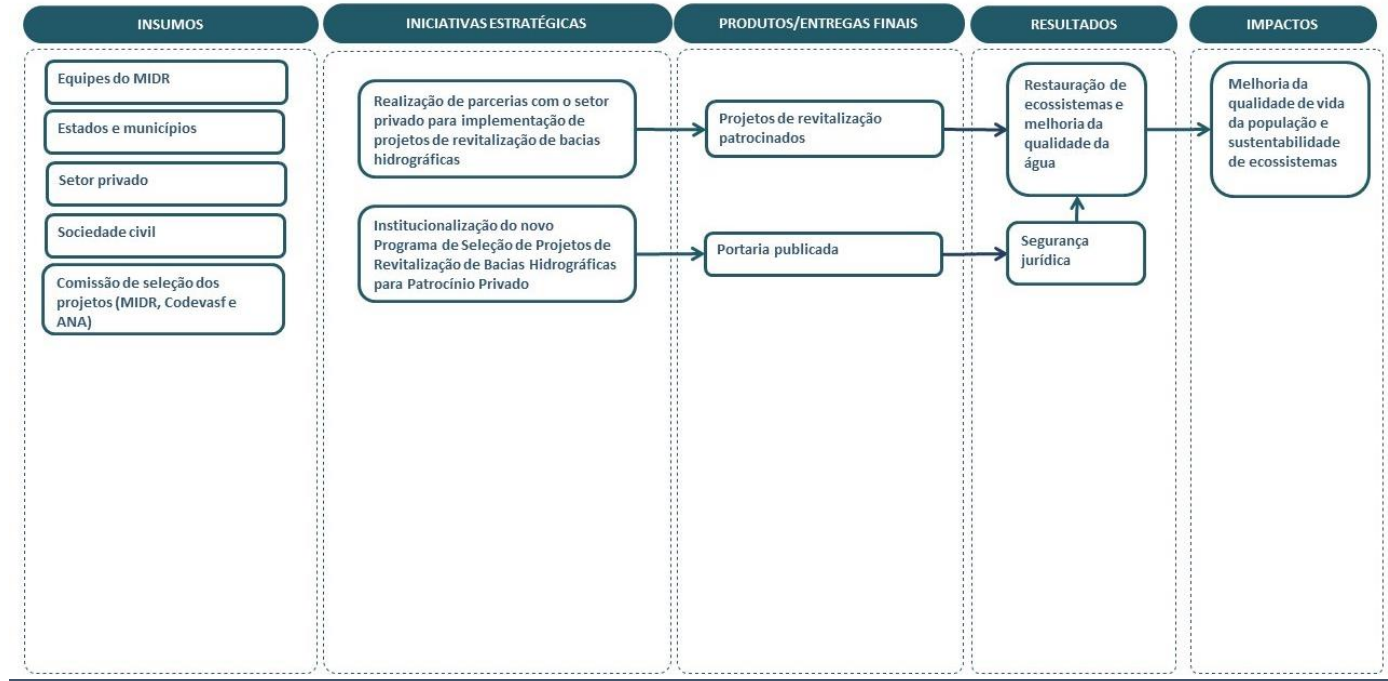 INSUMOS
INICIATIVAS ESTRATÉGICAS
PRODUTOS/ENTREGAS FINAIS
RESULTADOS
IMPACTOS
Equipes do MIDR
Estados e municípios
Setor privado
Sociedade civil
Comissão de seleção dos
projetos (MIDR, Codevasf e
ANA)
Realização de parcerias com o setor
privado para implementação de
projetos de revitalização de bacias
hidrográficas
Institucionalização do novo
Programa de Seleção de Projetos de
Revitalização de Bacias Hidrográficas
para Patrocínio Privado
Projetos de revitalização
patrocinados
Portaria publicada
Restauração de
ecossistemas e
melhoria da
qualidade da
água
Segurança
jurídica
Melhoria da
qualidade de vida
da população e
sustentabilidade
de ecossistemas